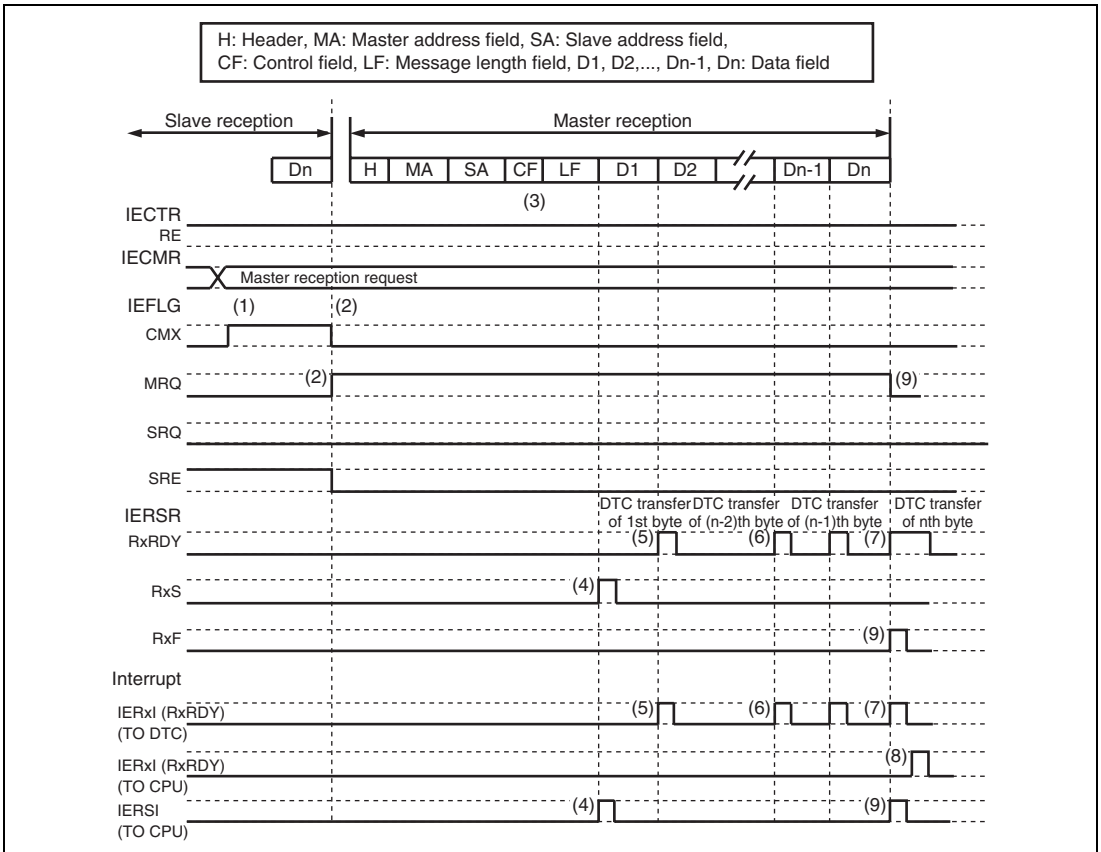 H: Header, MA: Master address field, SA: Slave address field,
CF: Control field, LF: Message length field, D1, D2,..., Dn-1, Dn: Data field
Slave reception Master reception
Dn H MA SA CF LF D1 D2 Dn-1 Dn
(3)
IECTR
RE
IECMR
Master reception request
IEFLG (1) (2)
CMX
MRQ (2) (9)
SRQ
SRE
IERSR
DTC transfer of 1st byte
DTC transfer of (n-2)th byte
DTC transfer of (n-1)th byte
DTC transfer of nth byte
RxRDY (5) (6) (7)
RxS (4)
RxF (9)
Interrupt
IERxI (RxRDY) (5) (6) (7)
(TO DTC)
IERxI (RxRDY) (8)
(TO CPU)
IERSI (4) (9)
(TO CPU)